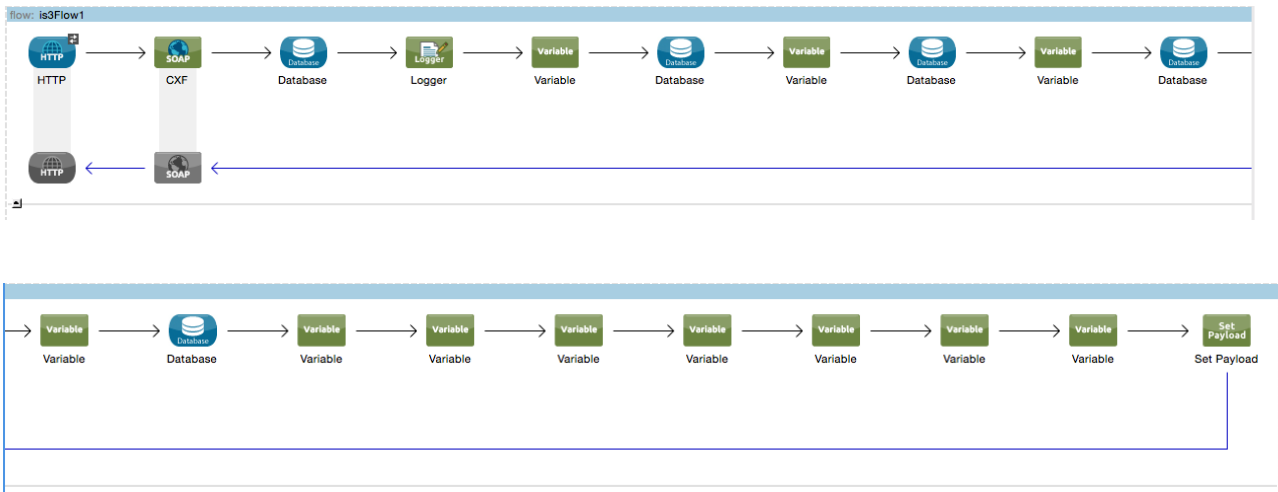 flow: is3Flow1
HTTP SOAP Database Logger Variable Database Variable Database Variable Database
HTTP CXF Database Logger Variable Database Variable Database Variable Database
HTTP SOAP
Variable Database Variable Variable Variable Variable Variable Variable Variable Set Payload
Variable Database Variable Variable Variable Variable Variable Variable Variable Set Payload